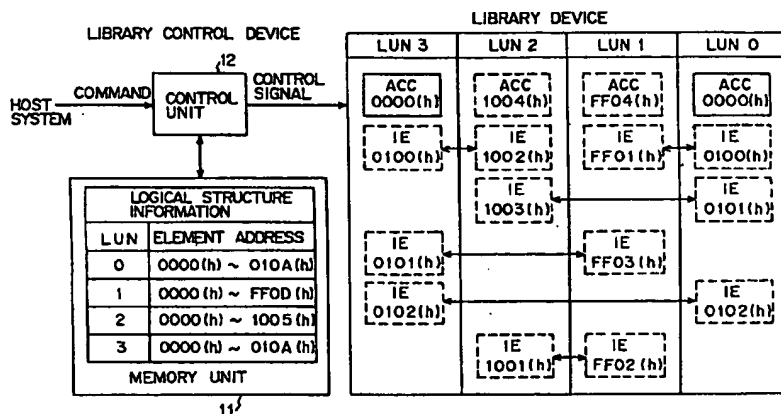 LIBRARY DEVICE
LIBRARY CONTROL DEVICE
LUN 3 LUN 2 LUN 1 LUN 0
12
HOST SYSTEM
COMMAND
CONTROL UNIT
CONTROL SIGNAL
ACC 0000(h)
ACC 1004(h)
ACC FF04(h)
ACC 0000(h)
IE 0100(h)
IE 1002(h)
IE FF01(h)
IE 0100(h)
IE 1003(h)
IE 0101(h)
IE 0101(h)
IE FF03(h)
IE 0102(h)
IE 0102(h)
IE 1001(h)
IE FF02(h)
LOGICAL STRUCTURE
INFORMATION
LUN ELEMENT ADDRESS
0 0000(h) ~ 010A(h)
1 0000(h) ~ FF0D(h)
2 0000(h) ~ 1005(h)
3 0000(h) ~ 010A(h)
MEMORY UNIT
11